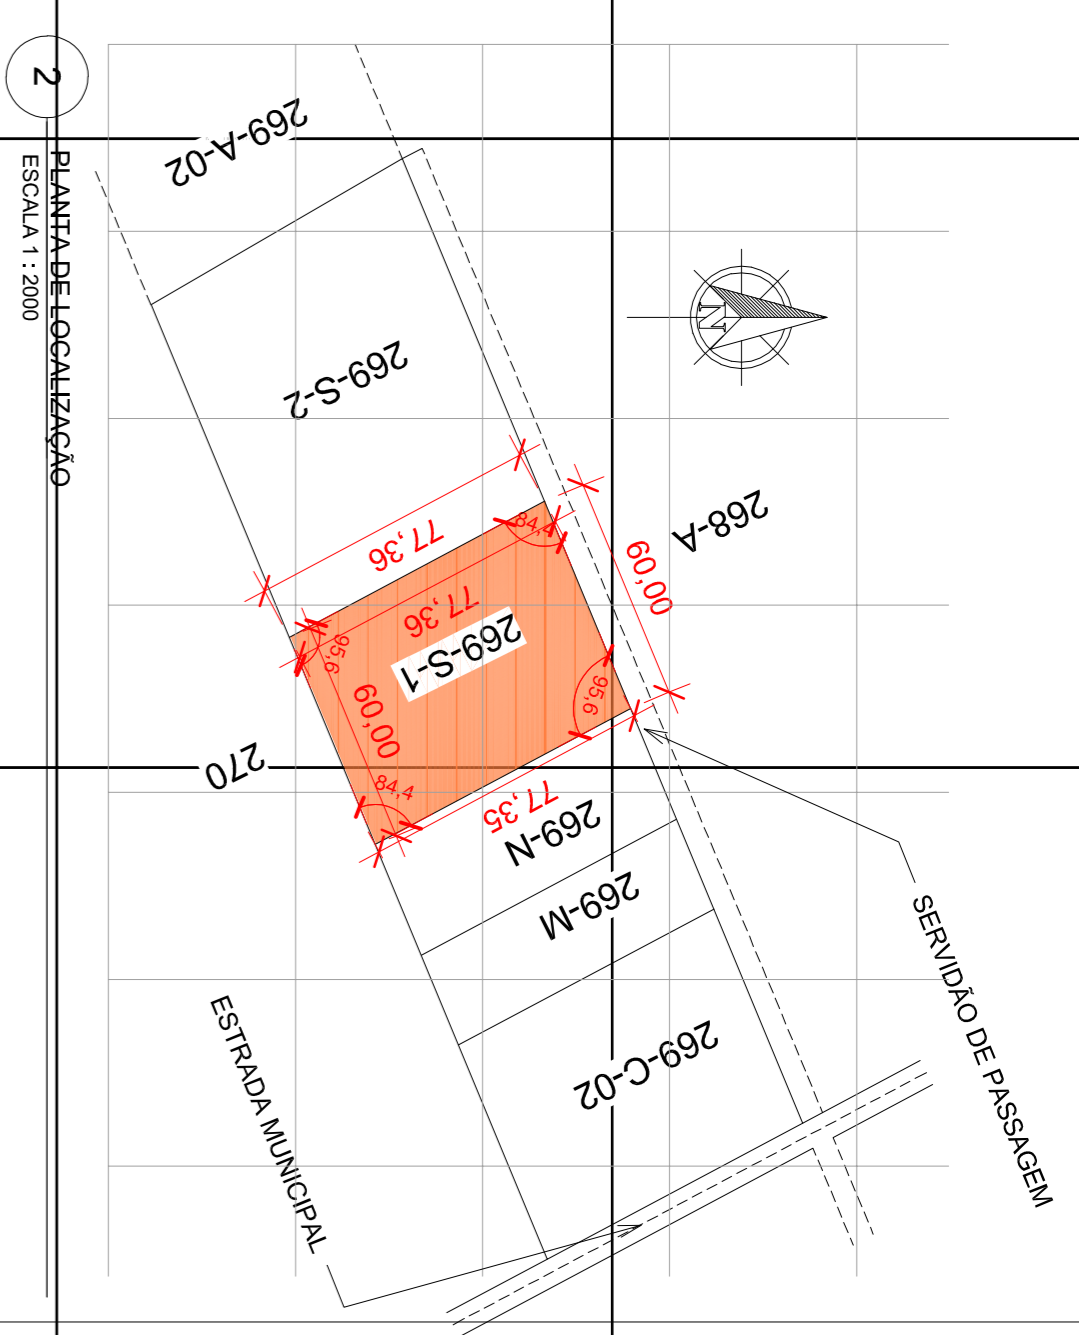 2
PLANTA DE LOCALIZAÇÃO
ESCALA 1 : 2000
269-A-02
269-S-2
N
268-A
77,36
84,4
60,00
77,36
269-S-1
95,6
95,6
60,00
270
84,4
77,35
269-N
269-M
269-C-02
SERVIDÃO DE PASSAGEM
ESTRADA MUNICIPAL